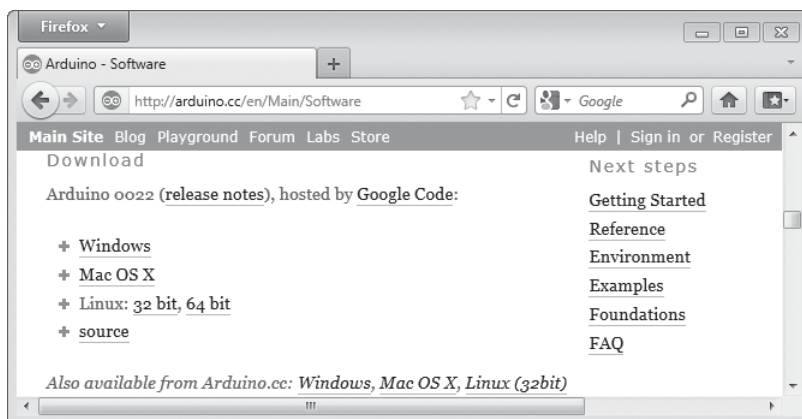 Firefox
Arduino - Software
http://arduino.cc/en/Main/Software
Google
Main Site Blog Playground Forum Labs Store
Help | Sign in or Register
Download
Arduino 0022 (release notes), hosted by Google Code:
Windows
Mac OS X
Linux: 32 bit, 64 bit
source
Also available from Arduino.cc: Windows, Mac OS X, Linux (32bit)
Next steps
Getting Started
Reference
Environment
Examples
Foundations
FAQ